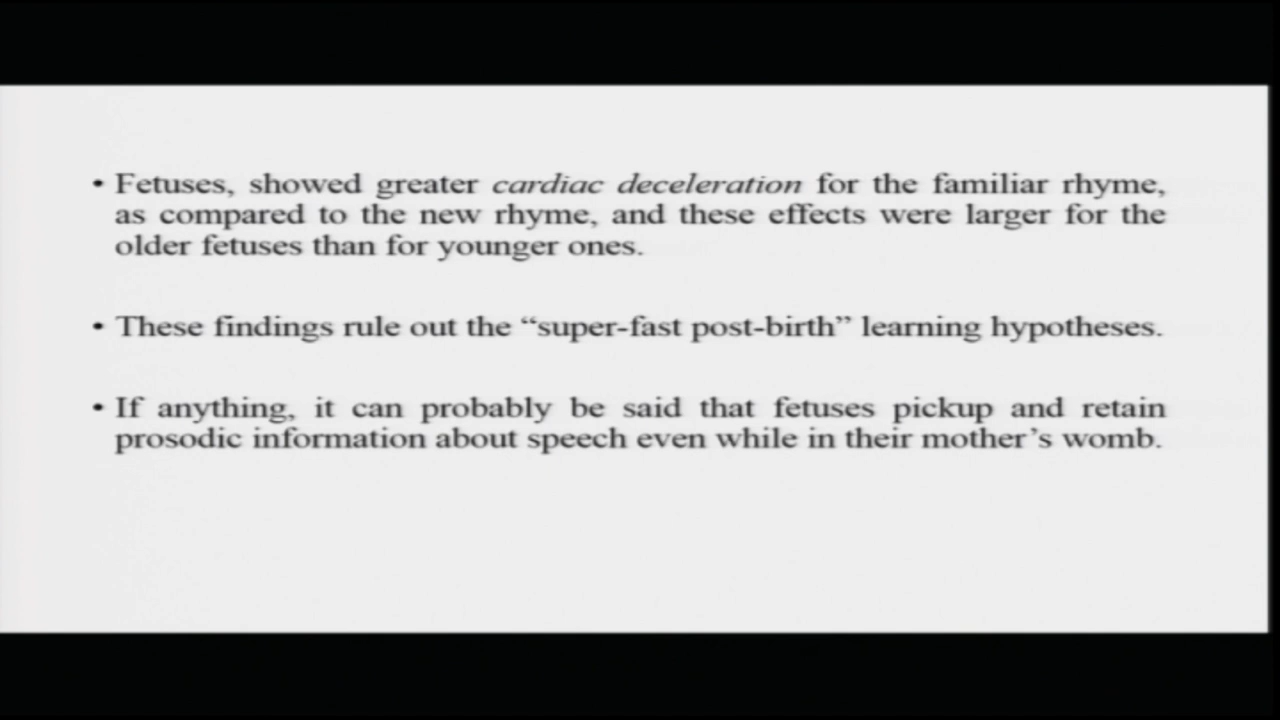 • Fetuses, showed greater cardiac deceleration for the familiar rhyme,
as compared to the new rhyme, and these effects were larger for the
older fetuses than for younger ones.
• These findings rule out the “super-fast post-birth” learning hypotheses.
• If anything, it can probably be said that fetuses pickup and retain
prosodic information about speech even while in their mother’s womb.